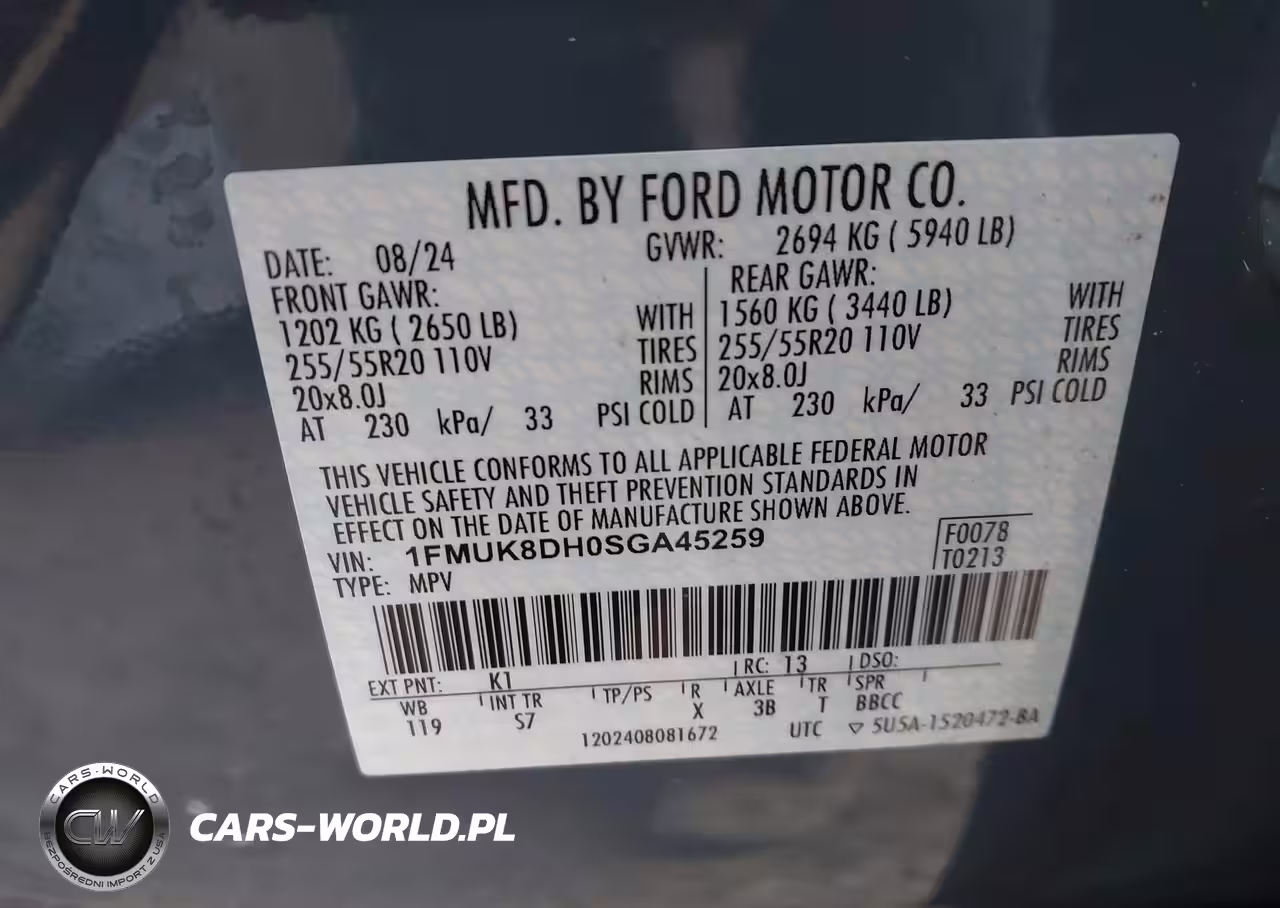 MFD. BY FORD MOTOR CO.
DATE: 08/24 GVWR: 2694 KG ( 5940 LB)
FRONT GAWR: REAR GAWR:
1202 KG ( 2650 LB) WITH 1560 KG ( 3440 LB) WITH
255/55R20 110V TIRES 255/55R20 110V TIRES
20x8.0J RIMS 20x8.0J RIMS
AT 230 kPa/ 33 PSI COLD AT 230 kPa/ 33 PSI COLD
THIS VEHICLE CONFORMS TO ALL APPLICABLE FEDERAL MOTOR
VEHICLE SAFETY AND THEFT PREVENTION STANDARDS IN
EFFECT ON THE DATE OF MANUFACTURE SHOWN ABOVE.
VIN: 1FMUK8DH0SGA45259 F0078
TYPE: MPV T0213
EXT PNT: K1 RC: 13 DSO:
WB INT TR TP/PS R AXLE TR SPR
119 S7 X 3B T BBCC
1202408081672 UTC ▽ 5U5A-1520472-BA
CARS-WORLD
CW
BEZPOŚREDNI IMPORT Z USA
CARS-WORLD.PL